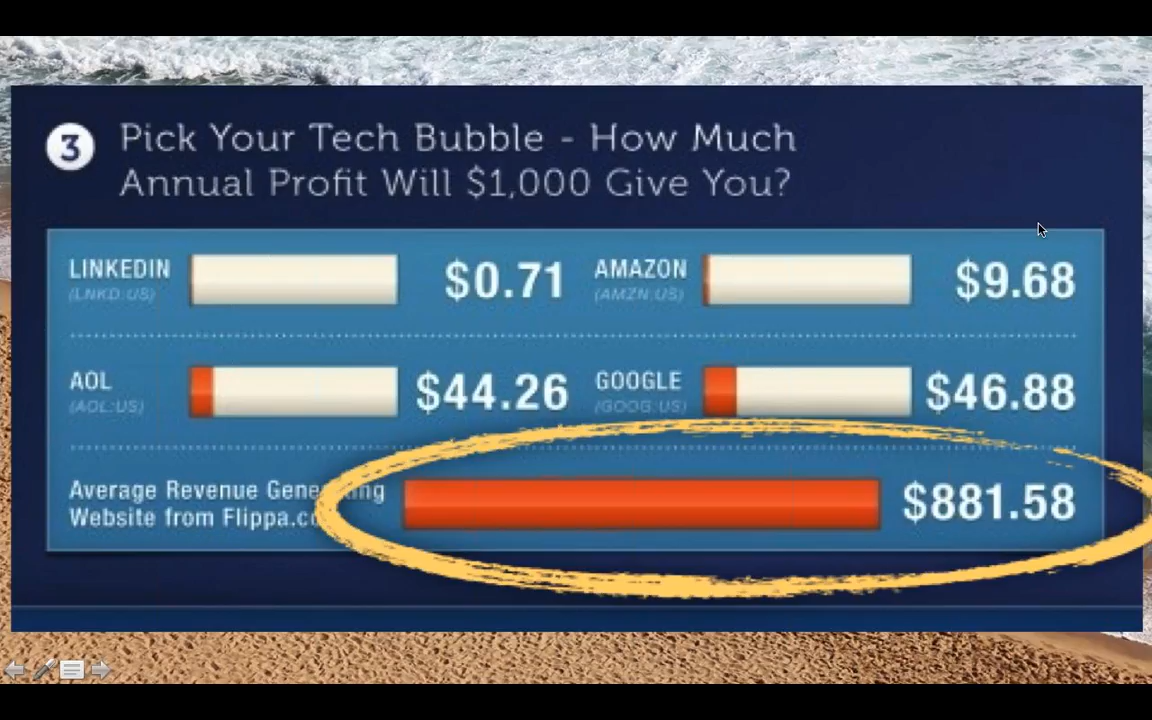 3 Pick Your Tech Bubble - How Much
Annual Profit Will $1,000 Give You?
LINKEDIN $0.71 AMAZON $9.68
(LNKD:US) (AMZN:US)
AOL $44.26 GOOGLE $46.88
(AOL:US) (GOOG:US)
Average Revenue
Website from $881.58